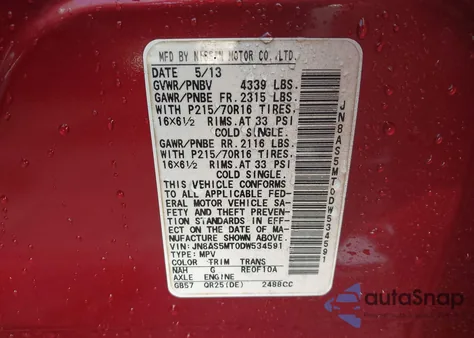 MFD BY NISSAN MOTOR CO.,LTD.
DATE 5/13
GVWR/PNBV 4339 LBS.
GAWR/PNBE FR. 2315 LBS.
WITH P215/70R16 TIRES.
16X6½ RIMS.AT 33 PSI
COLD SINGLE.
GAWR/PNBE RR. 2116 LBS.
WITH P215/70R16 TIRES.
16X6½ RIMS.AT 33 PSI
COLD SINGLE.
THIS VEHICLE CONFORMS
TO ALL APPLICABLE FED-
ERAL MOTOR VEHICLE SA-
FETY AND THEFT PREVEN-
TION STANDARDS IN EFF-
ECT ON THE DATE OF MA-
NUFACTURE SHOWN ABOVE.
VIN: JN8AS5MT0DW534591
TYPE: MPV
COLOR TRIM TRANS
NAH G RE0F10A
AXLE ENGINE
GB57 QR25(DE) 2488CC
JN8AS5MT0DW534591
autoSnap